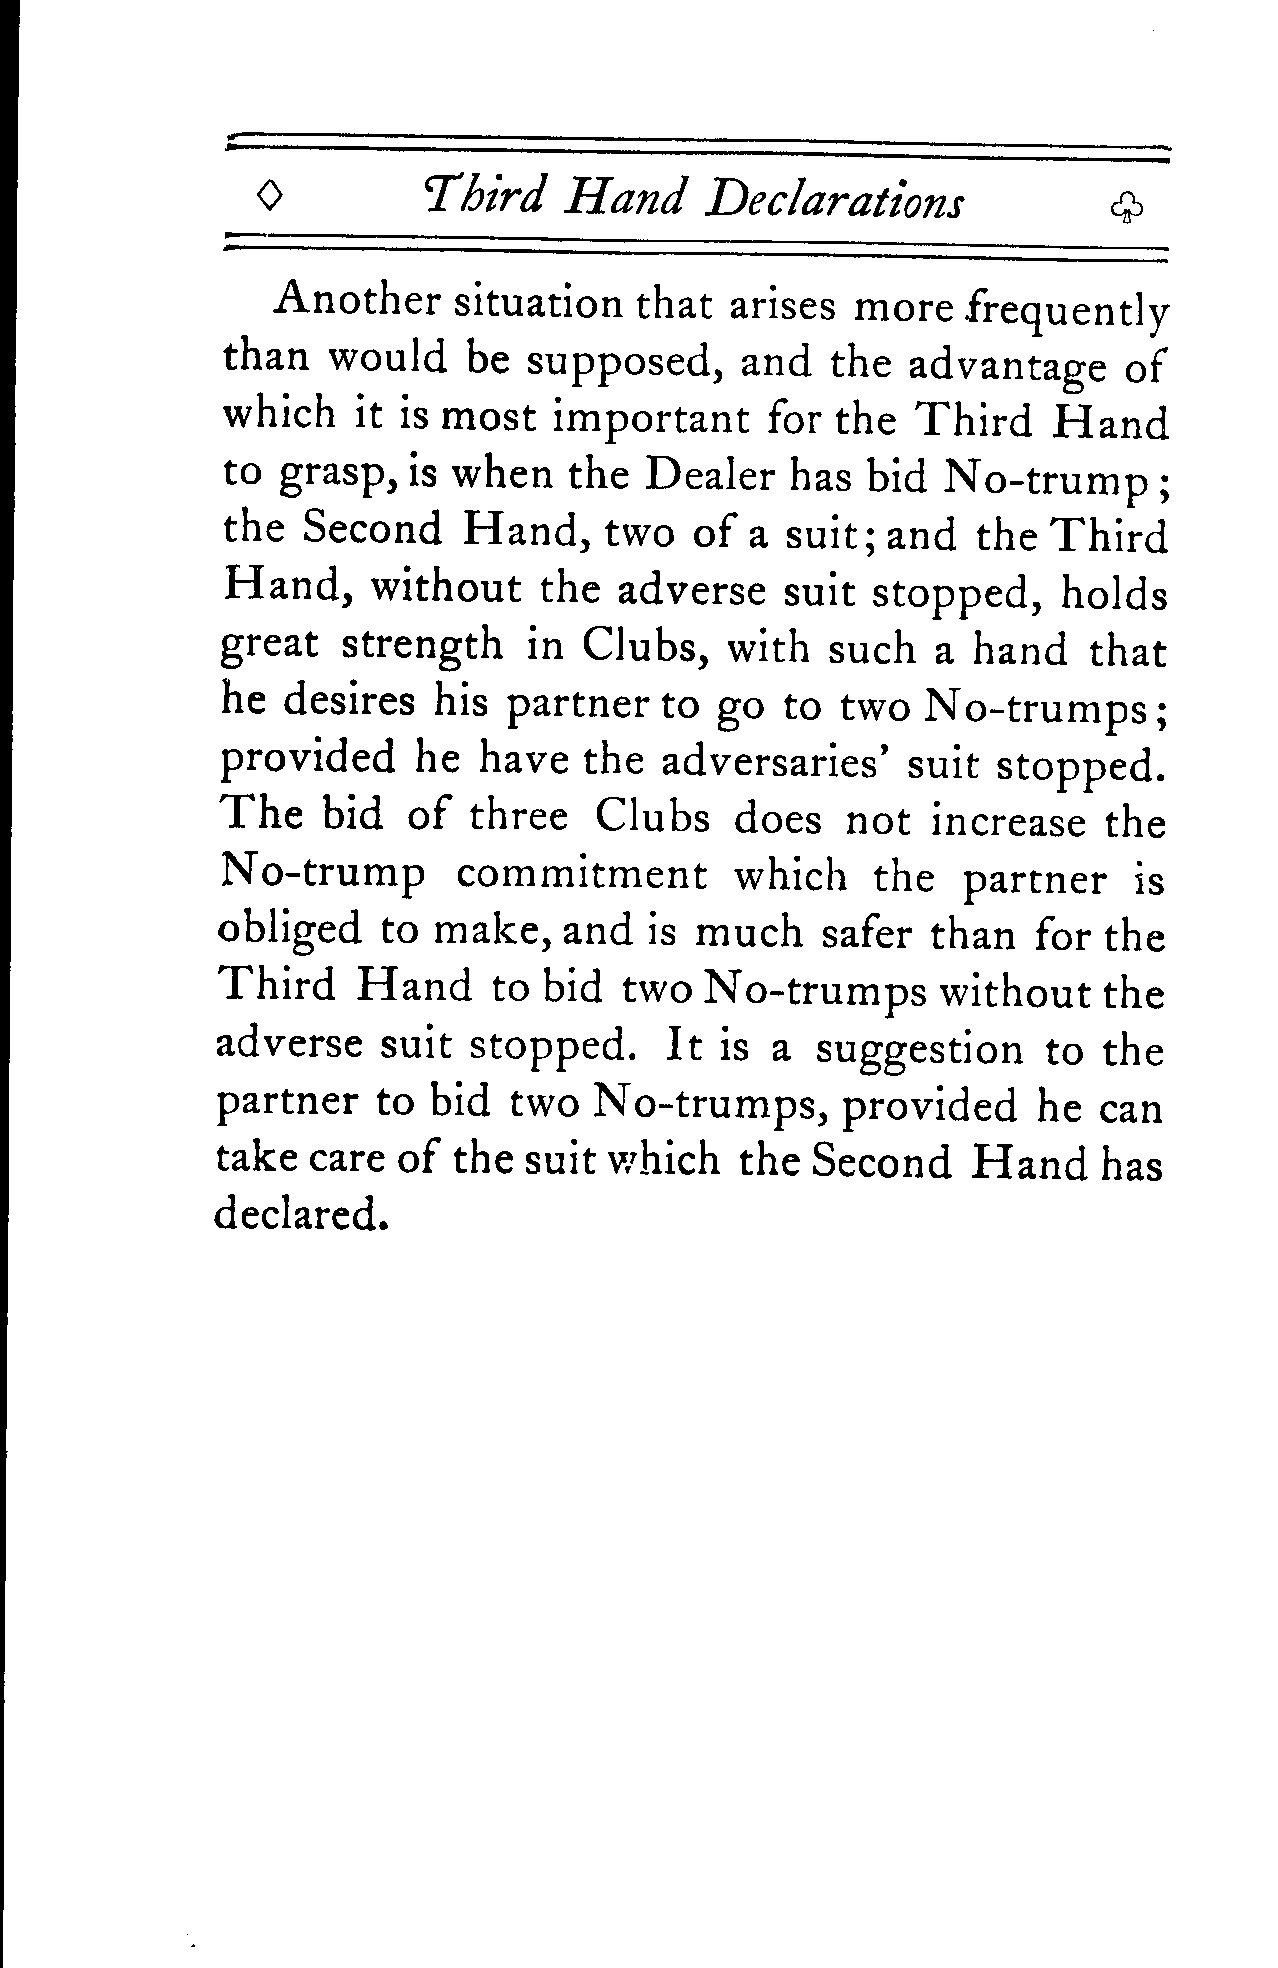 ◇ Third Hand Declarations ♧
Another situation that arises more frequently
than would be supposed, and the advantage of
which it is most important for the Third Hand
to grasp, is when the Dealer has bid No-trump;
the Second Hand, two of a suit; and the Third
Hand, without the adverse suit stopped, holds
great strength in Clubs, with such a hand that
he desires his partner to go to two No-trumps;
provided he have the adversaries' suit stopped.
The bid of three Clubs does not increase the
No-trump commitment which the partner is
obliged to make, and is much safer than for the
Third Hand to bid two No-trumps without the
adverse suit stopped. It is a suggestion to the
partner to bid two No-trumps, provided he can
take care of the suit which the Second Hand has
declared.